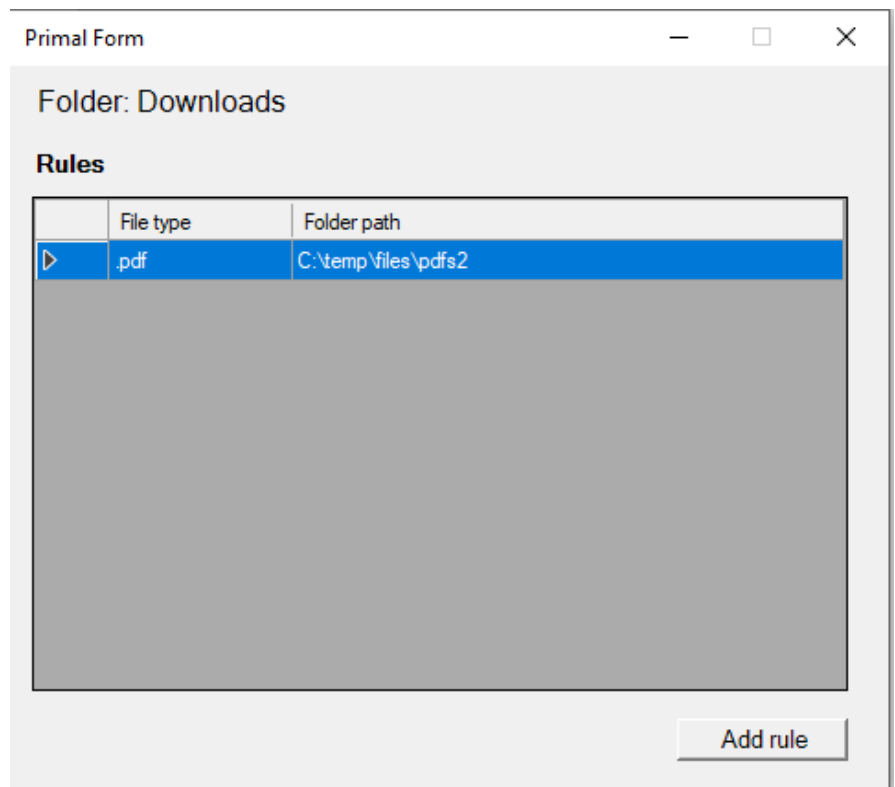 Primal Form
Folder: Downloads
Rules
File type Folder path
.pdf C:\temp\files\pdfs2
Add rule